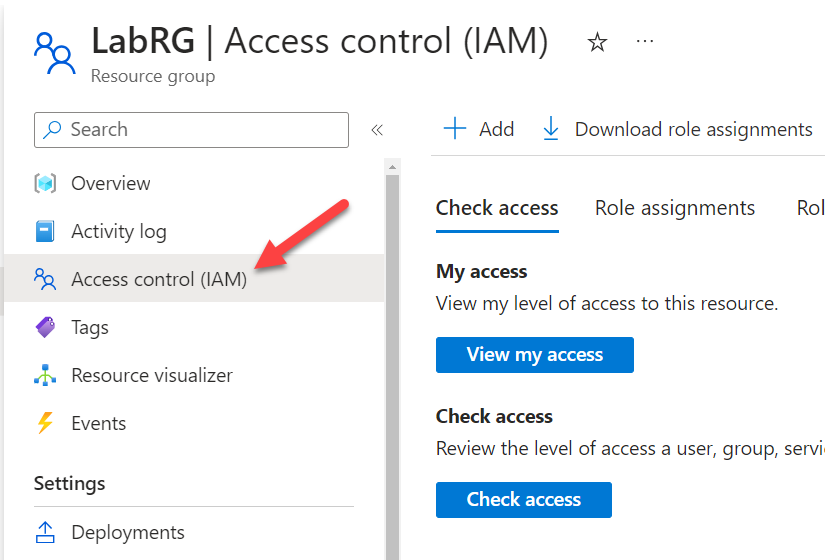 LabRG | Access control (IAM)
Resource group
Search
Overview
Activity log
Access control (IAM)
Tags
Resource visualizer
Events
Settings
Deployments
Add
Download role assignments
Check access
Role assignments
Rol
My access
View my level of access to this resource.
View my access
Check access
Review the level of access a user, group, servi
Check access